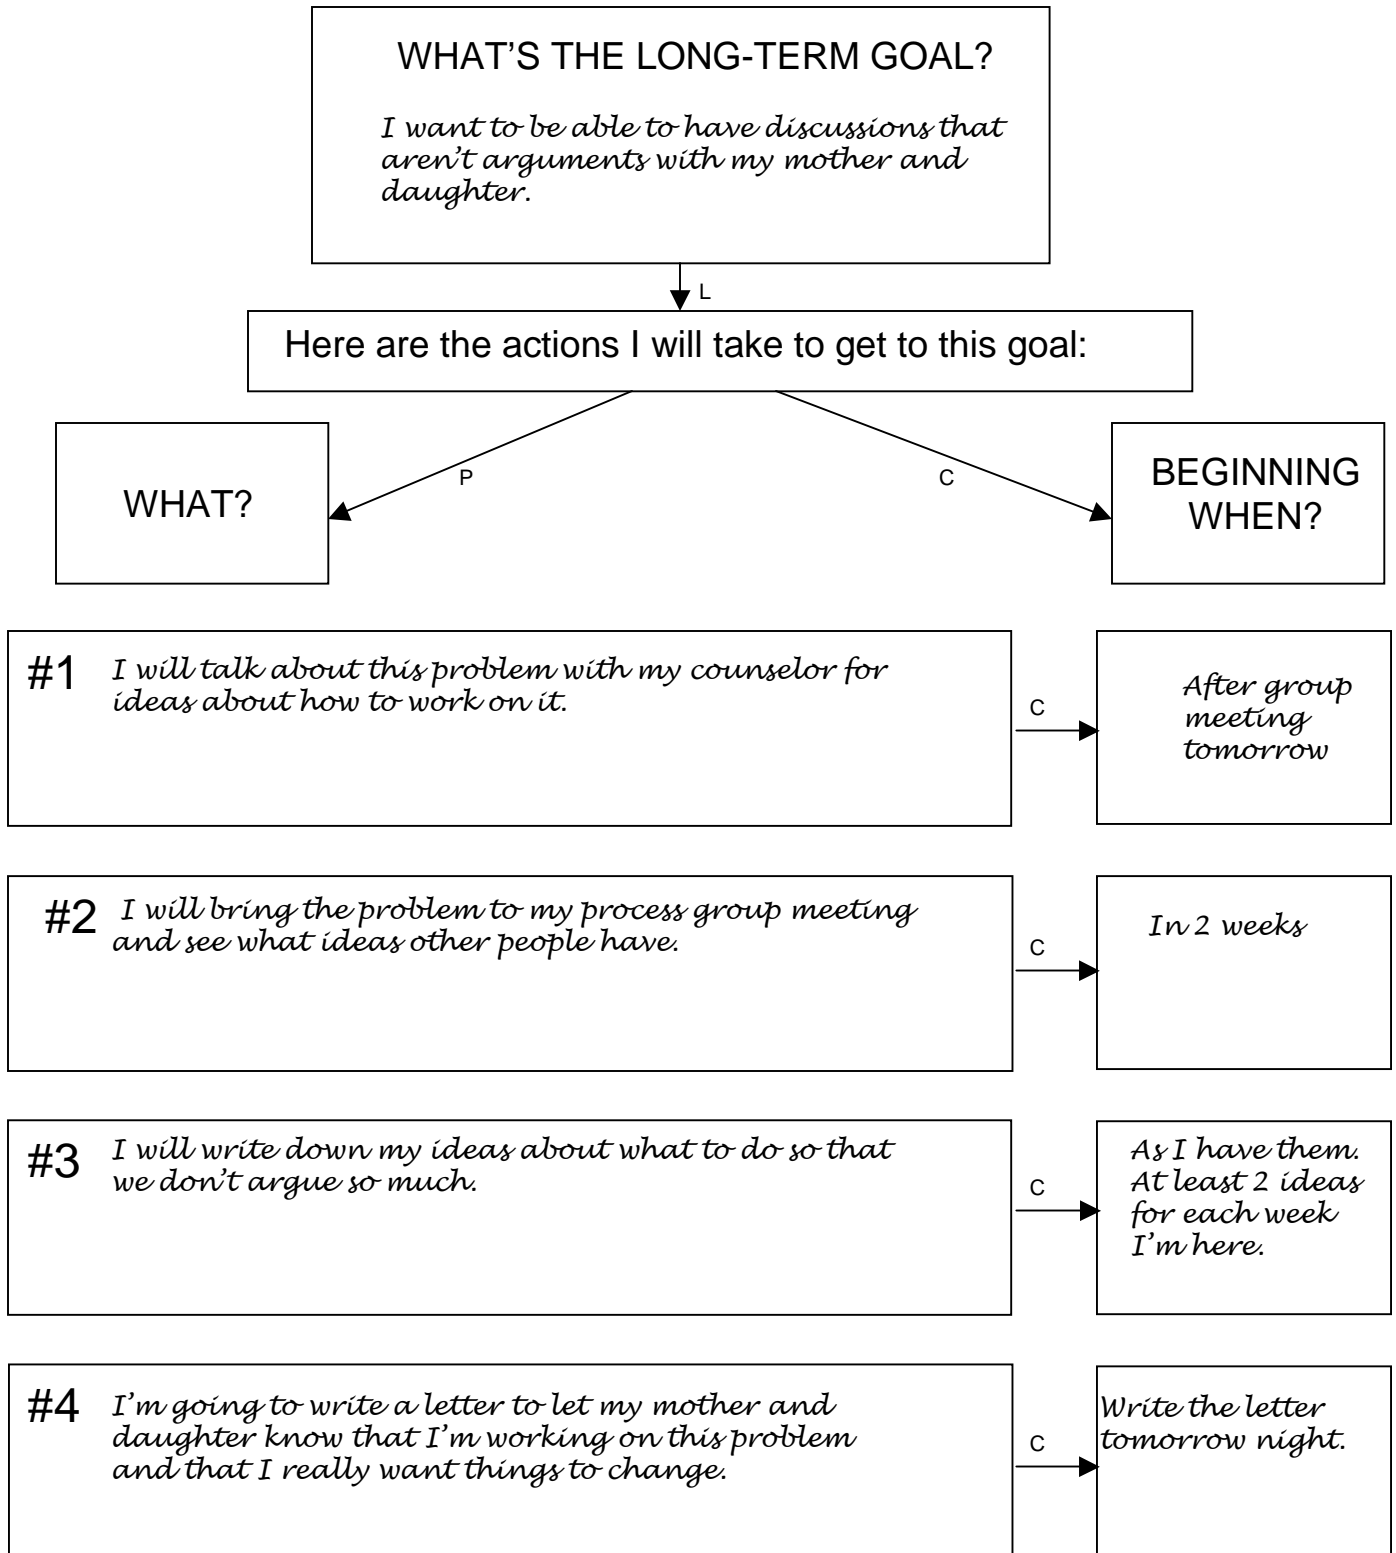 WHAT'S THE LONG-TERM GOAL?
I want to be able to have discussions that
aren't arguments with my mother and
daughter.
L
Here are the actions I will take to get to this goal:
P
C
WHAT?
BEGINNING
WHEN?
#1 I will talk about this problem with my counselor for
ideas about how to work on it.
C
After group
meeting
tomorrow
#2 I will bring the problem to my process group meeting
and see what ideas other people have.
C
In 2 weeks
#3 I will write down my ideas about what to do so that
we don't argue so much.
C
As I have them.
At least 2 ideas
for each week
I'm here.
#4 I'm going to write a letter to let my mother and
daughter know that I'm working on this problem
and that I really want things to change.
C
Write the letter
tomorrow night.